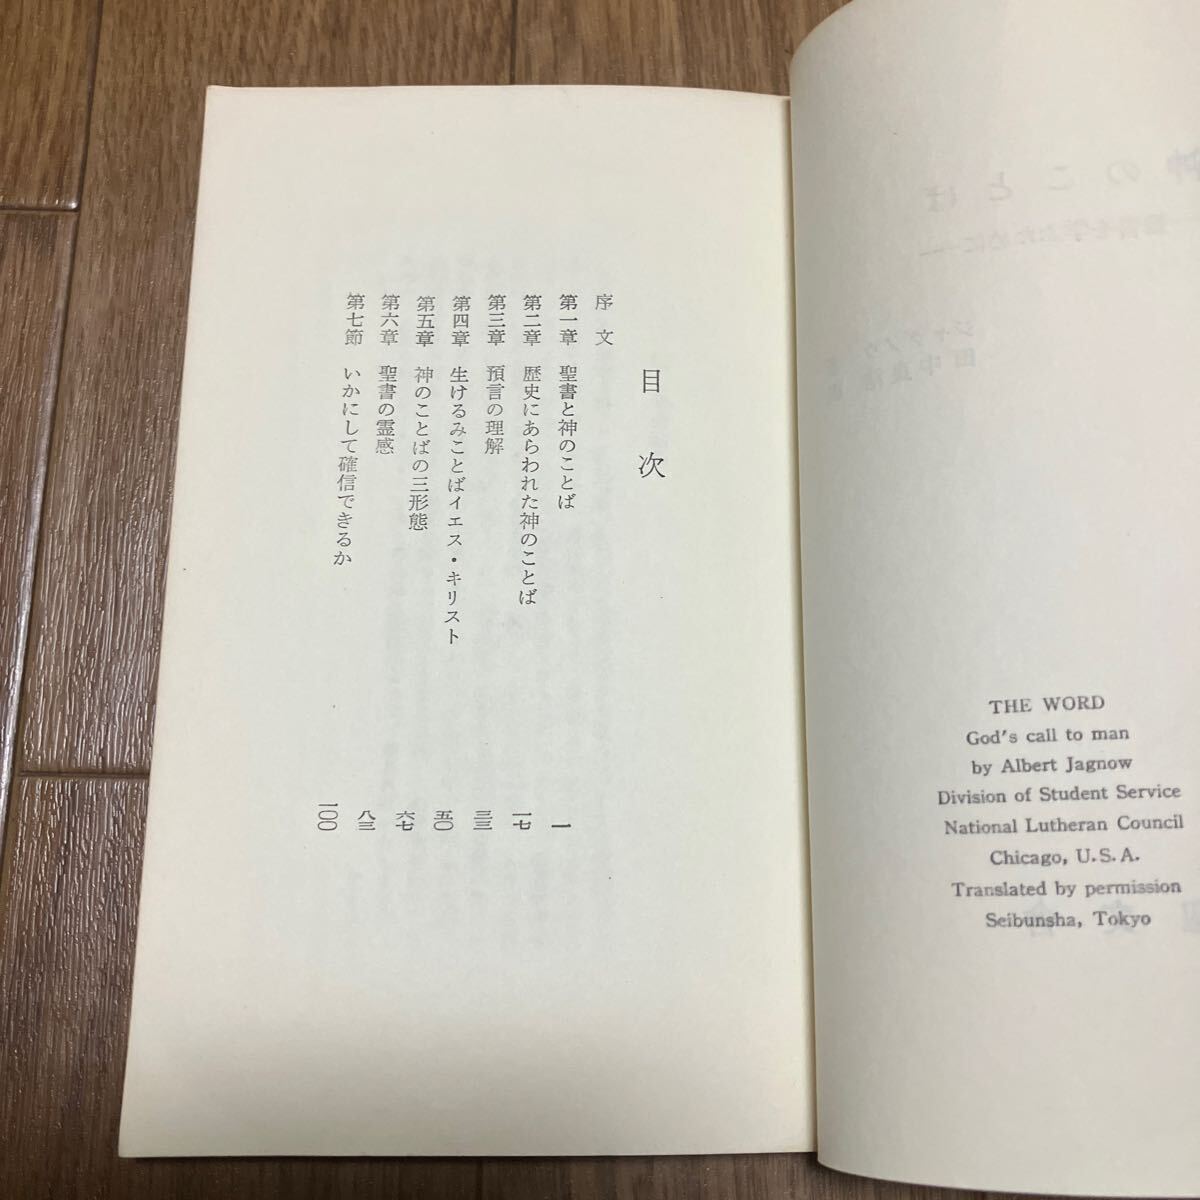 目次
序文
第一章 聖書と神のことば 一
第二章 歴史にあらわれた神のことば 一七
第三章 預言の理解 三三
第四章 生けるみことばイエス・キリスト 五〇
第五章 神のことばの三形態 六七
第六章 聖書の霊感 八三
第七節 いかにして確信できるか 一〇〇
THE WORD
God's call to man
by Albert Jagnow
Division of Student Service
National Lutheran Council
Chicago, U.S.A.
Translated by permission
Seibunsha, Tokyo